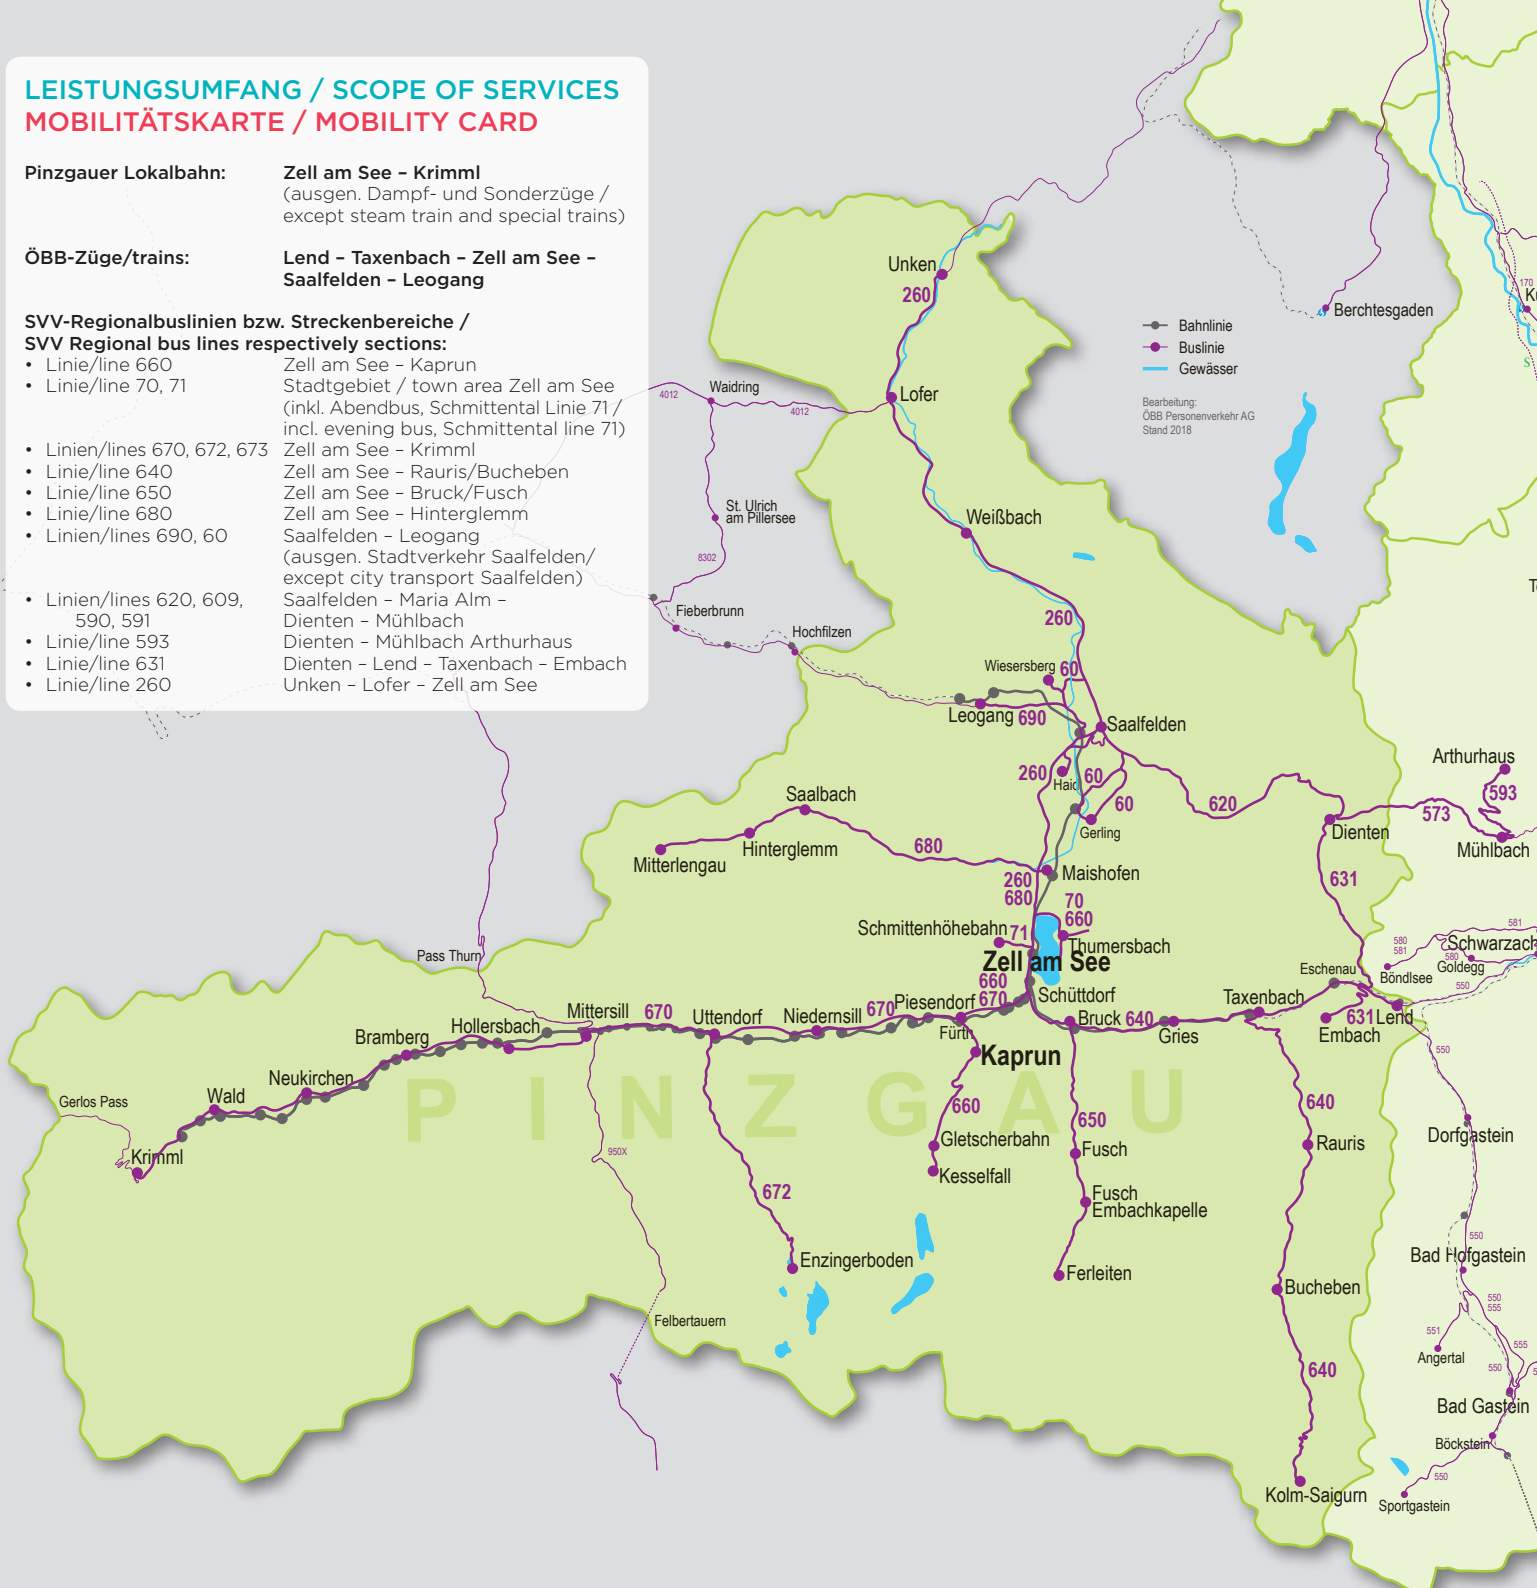 LEISTUNGSUMFANG / SCOPE OF SERVICES
MOBILITÄTSKARTE / MOBILITY CARD
Pinzgauer Lokalbahn: Zell am See – Krimml
(ausgen. Dampf- und Sonderzüge /
except steam train and special trains)
ÖBB-Züge/trains: Lend – Taxenbach – Zell am See –
Saalfelden – Leogang
SVV-Regionalbuslinien bzw. Streckenbereiche /
SVV Regional bus lines respectively sections:
• Linie/line 660 Zell am See – Kaprun
• Linie/line 70, 71 Stadtgebiet / town area Zell am See
(inkl. Abendbus, Schmittental Linie 71 /
incl. evening bus, Schmittental line 71)
• Linien/lines 670, 672, 673 Zell am See – Krimml
• Linie/line 640 Zell am See – Rauris/Bucheben
• Linie/line 650 Zell am See – Bruck/Fusch
• Linie/line 680 Zell am See – Hinterglemm
• Linien/lines 690, 60 Saalfelden – Leogang
(ausgen. Stadtverkehr Saalfelden/
except city transport Saalfelden)
• Linien/lines 620, 609, Saalfelden – Maria Alm –
590, 591 Dienten – Mühlbach
• Linie/line 593 Dienten – Mühlbach Arthurhaus
• Linie/line 631 Dienten – Lend – Taxenbach – Embach
• Linie/line 260 Unken – Lofer – Zell am See
Unken
260
170
Berchtesgaden
Bahnlinie
Buslinie
Gewässer
Bearbeitung:
ÖBB Personenverkehr AG
Stand 2018
S
Waidring
4012
4012
Lofer
St. Ulrich
am Pillersee
Weißbach
8302
Fieberbrunn
Hochfilzen
260
Wiesersberg
60
Leogang
690
Saalfelden
Arthurhaus
260
Haid
60
60
Gerling
620
593
573
Dienten
Mühlbach
Saalbach
Hinterglemm
Mitterlengau
680
Maishofen
260
680
70
660
631
Schmittenhöhebahn
71
Thumersbach
Zell am See
581
580
581
Schwarzach
580
Goldegg
Böndlsee
550
Pass Thurn
660
670
Schüttdorf
Eschenau
Taxenbach
Mittersill
670
Uttendorf
Niedernsill
670
Piesendorf
Fürth
Bruck
640
Gries
631
Lend
Embach
Hollersbach
Bramberg
Kaprun
550
Neukirchen
Wald
Gerlos Pass
Krimml
PINZGAU
660
650
640
Gletscherbahn
Kesselfall
Fusch
Rauris
Dorfgastein
950X
672
Fusch
Embachkapelle
550
Enzingerboden
Ferleiten
Bad Hofgastein
Bucheben
550
555
Felbertauern
551
555
Angertal
550
640
Bad Gastein
Böckstein
550
Kolm-Saigurn
Sportgastein